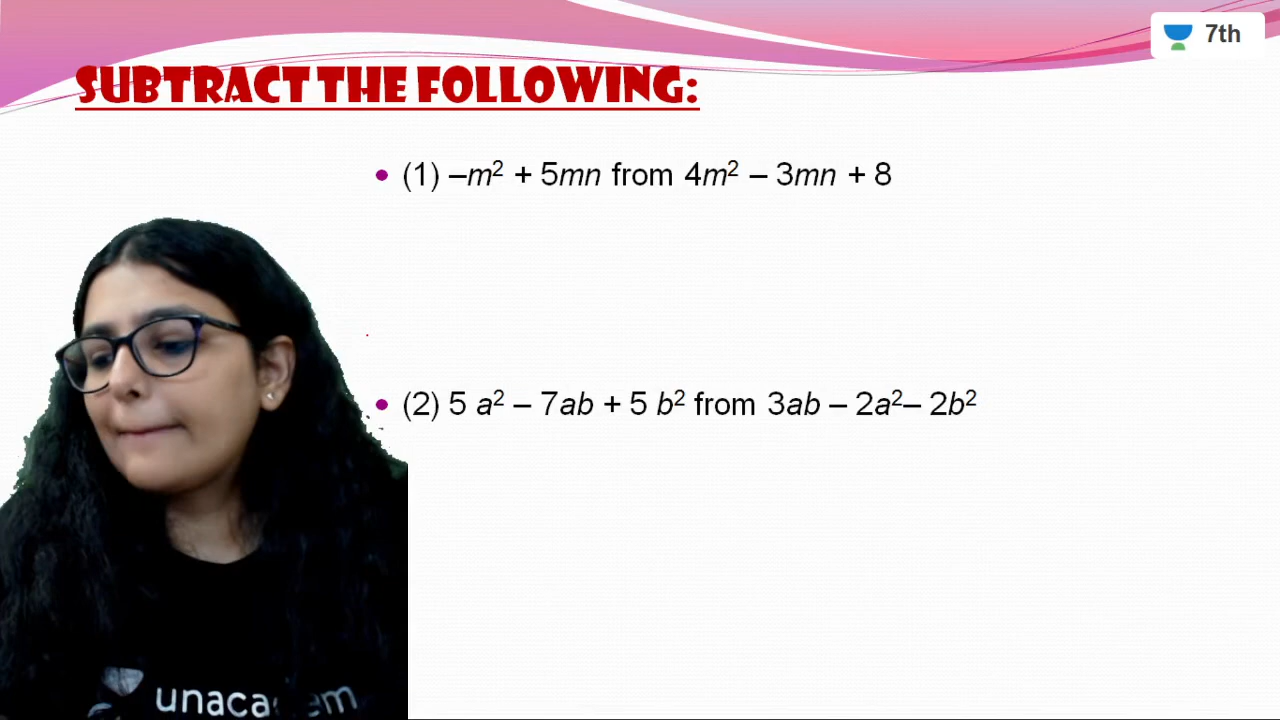 7th
SUBTRACT THE FOLLOWING:
• (1) –m² + 5mn from 4m² – 3mn + 8
• (2) 5 a² – 7ab + 5 b² from 3ab – 2a²– 2b²